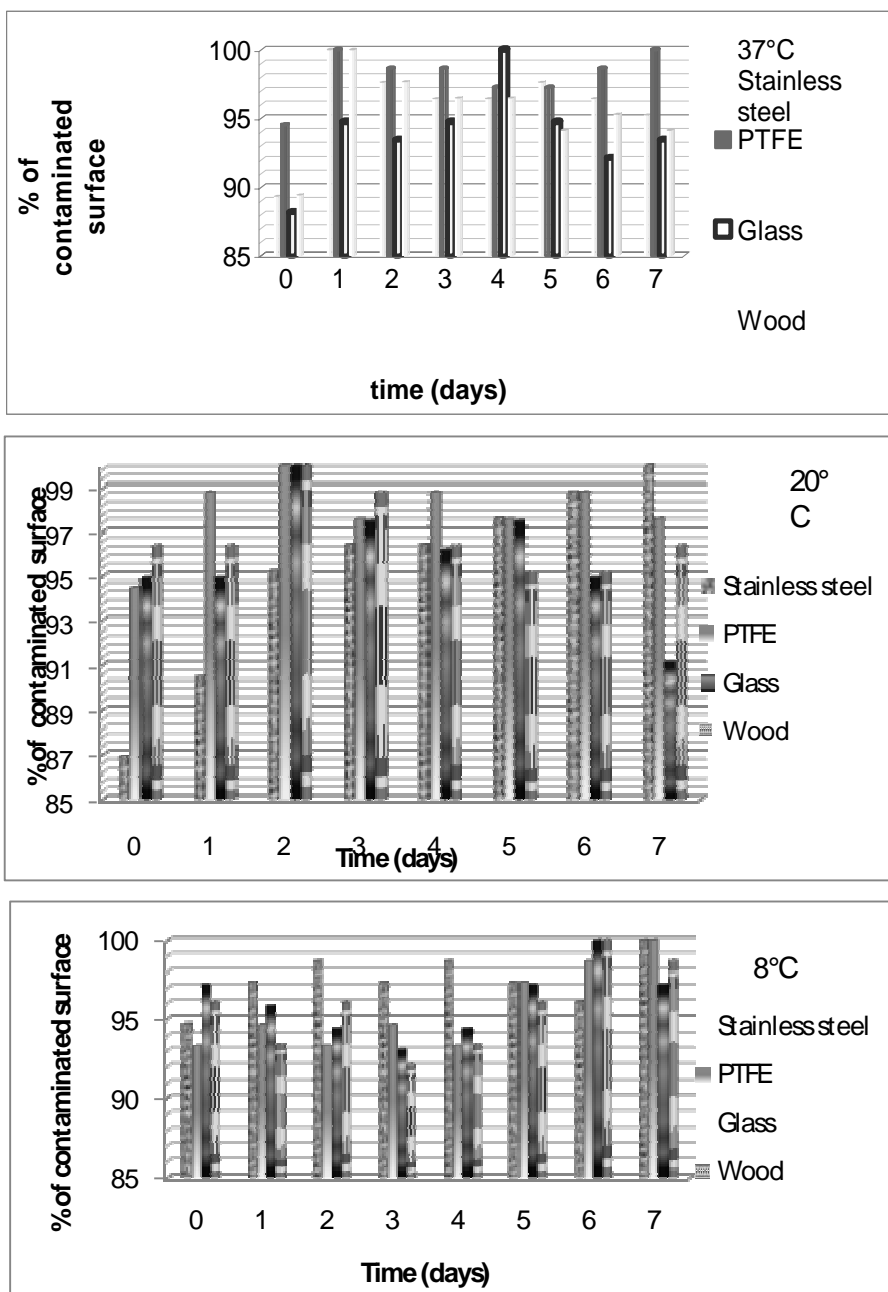 % of
contaminated
surface
100
95
90
85
0 1 2 3 4 5 6 7
time (days)
37°C
Stainless
steel
PTFE
Glass
Wood
% of contaminated surface
99
97
95
93
91
89
87
85
0 1 2 3 4 5 6 7
Time (days)
20°
C
Stainless steel
PTFE
Glass
Wood
% of contaminated surface
100
95
90
85
0 1 2 3 4 5 6 7
Time (days)
8°C
Stainless steel
PTFE
Glass
Wood